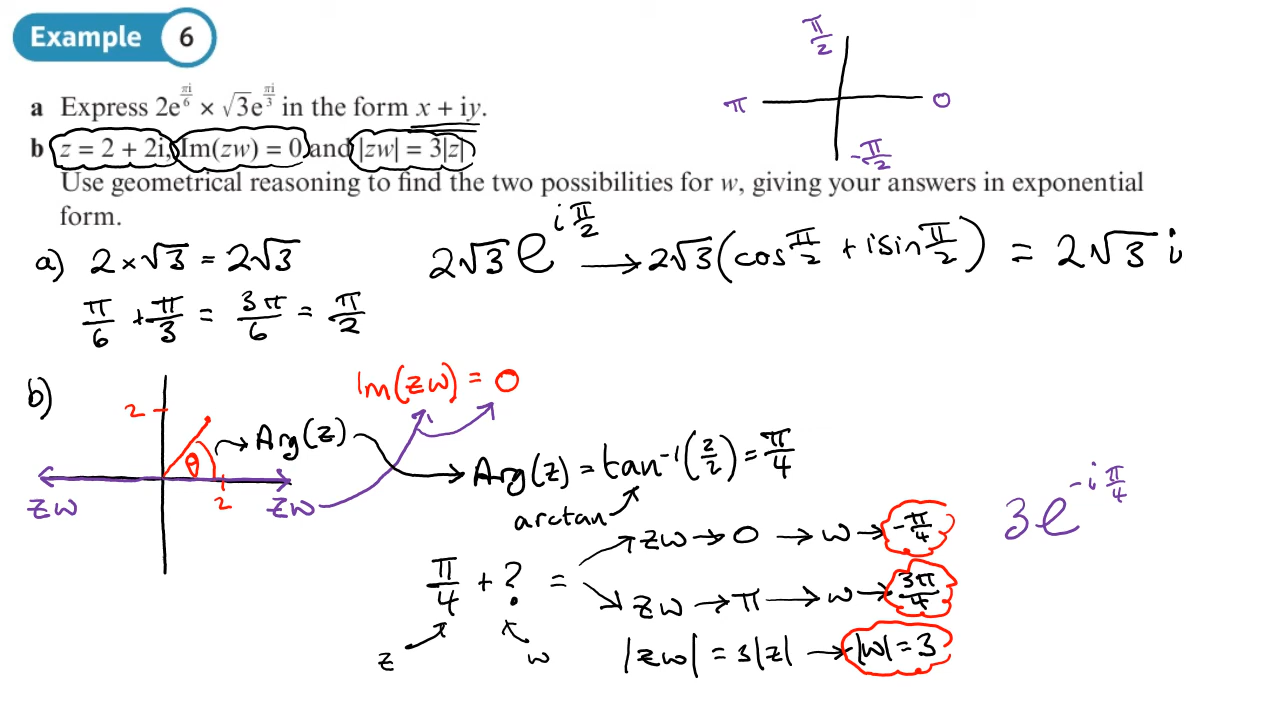 Example 6
π/2
π 0
-π/2
a Express 2e^(πi/6) × √3e^(πi/3) in the form x + iy.
b z = 2 + 2i, Im(zw) = 0 and |zw| = 3|z|
Use geometrical reasoning to find the two possibilities for w, giving your answers in exponential
form.
a) 2 × √3 = 2√3
π/6 + π/3 = 3π/6 = π/2
2√3 e^(iπ/2) → 2√3(cos π/2 + i sin π/2) = 2√3 i
b)
2
θ
2
zw
zw
Arg(z)
Im(zw) = 0
Arg(z) = tan⁻¹(2/2) = π/4
arctan
π/4 + ? =
z
w
zw → 0 → w → -π/4
zw → π → w → 3π/4
|zw| = 3|z| → |w| = 3
3e^(-iπ/4)